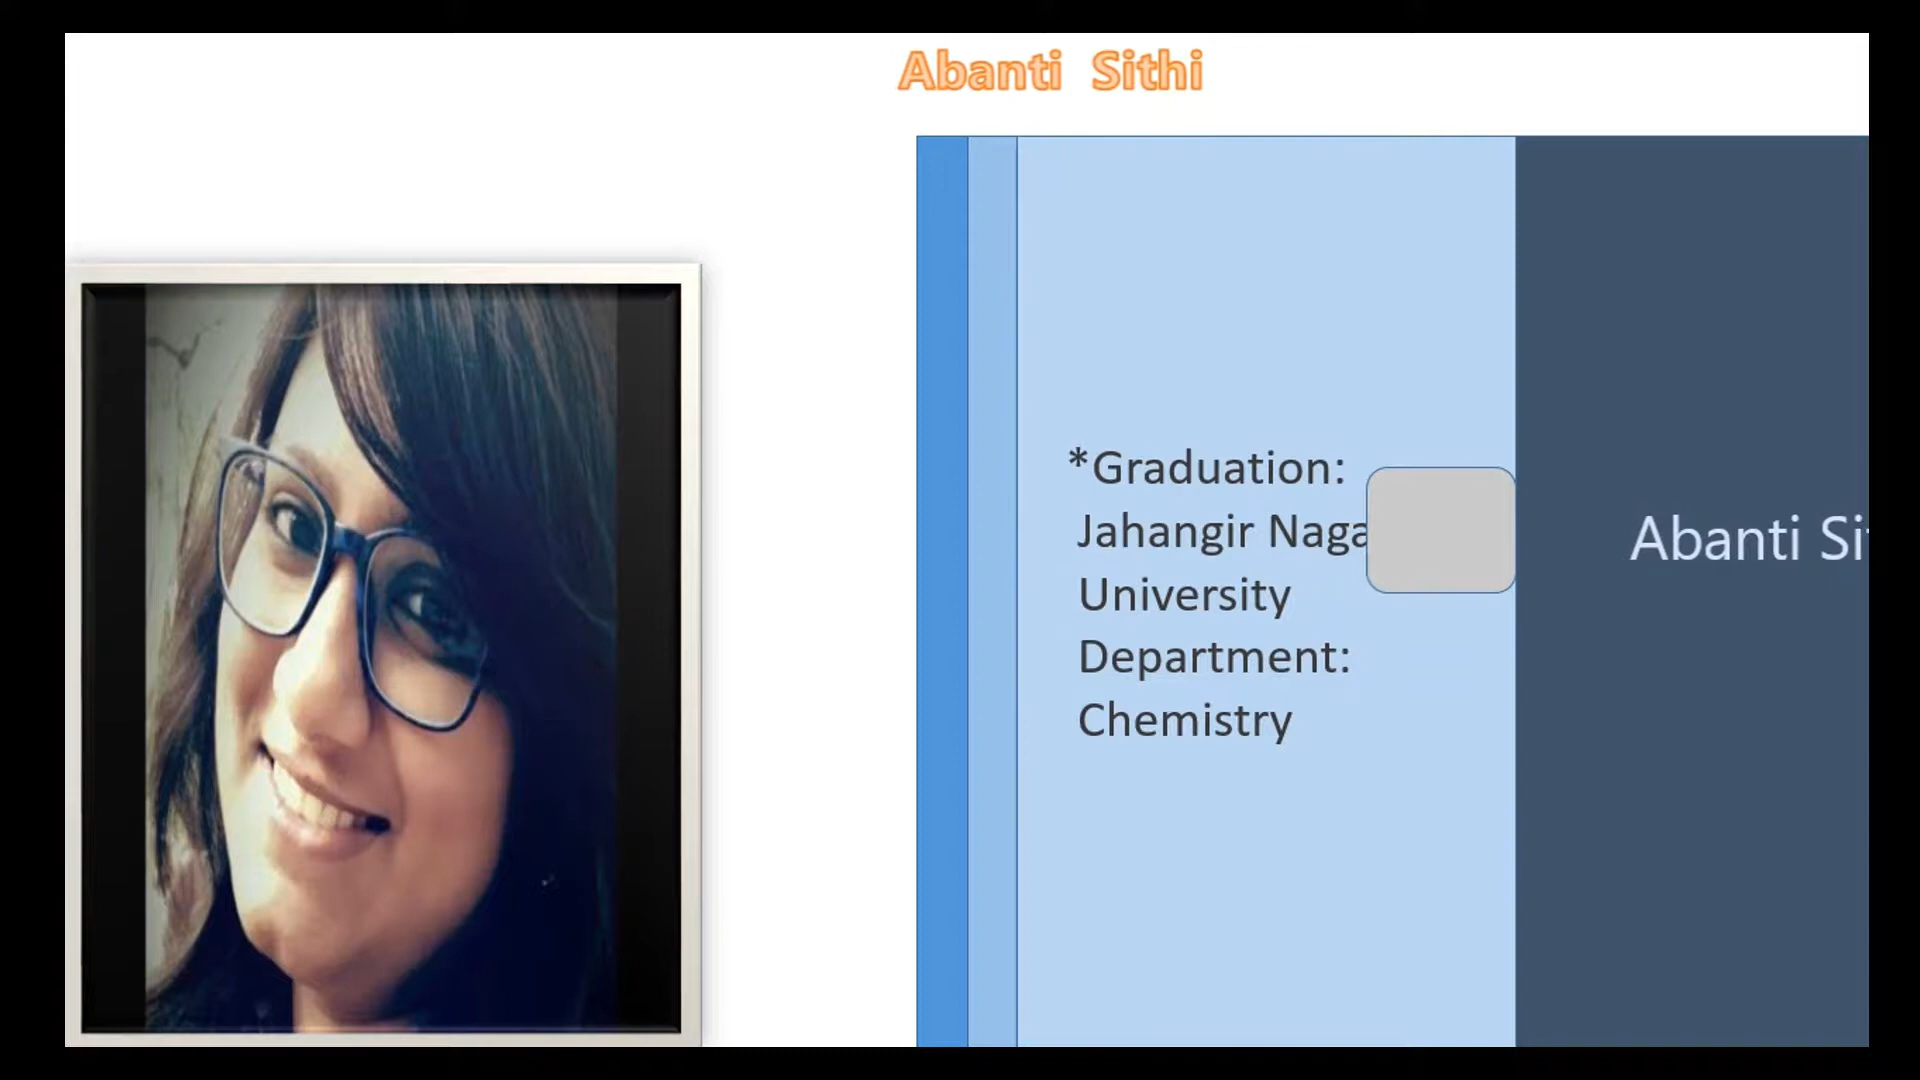 Abanti Sithi
*Graduation:
Jahangir Naga
University
Department:
Chemistry
Abanti Si